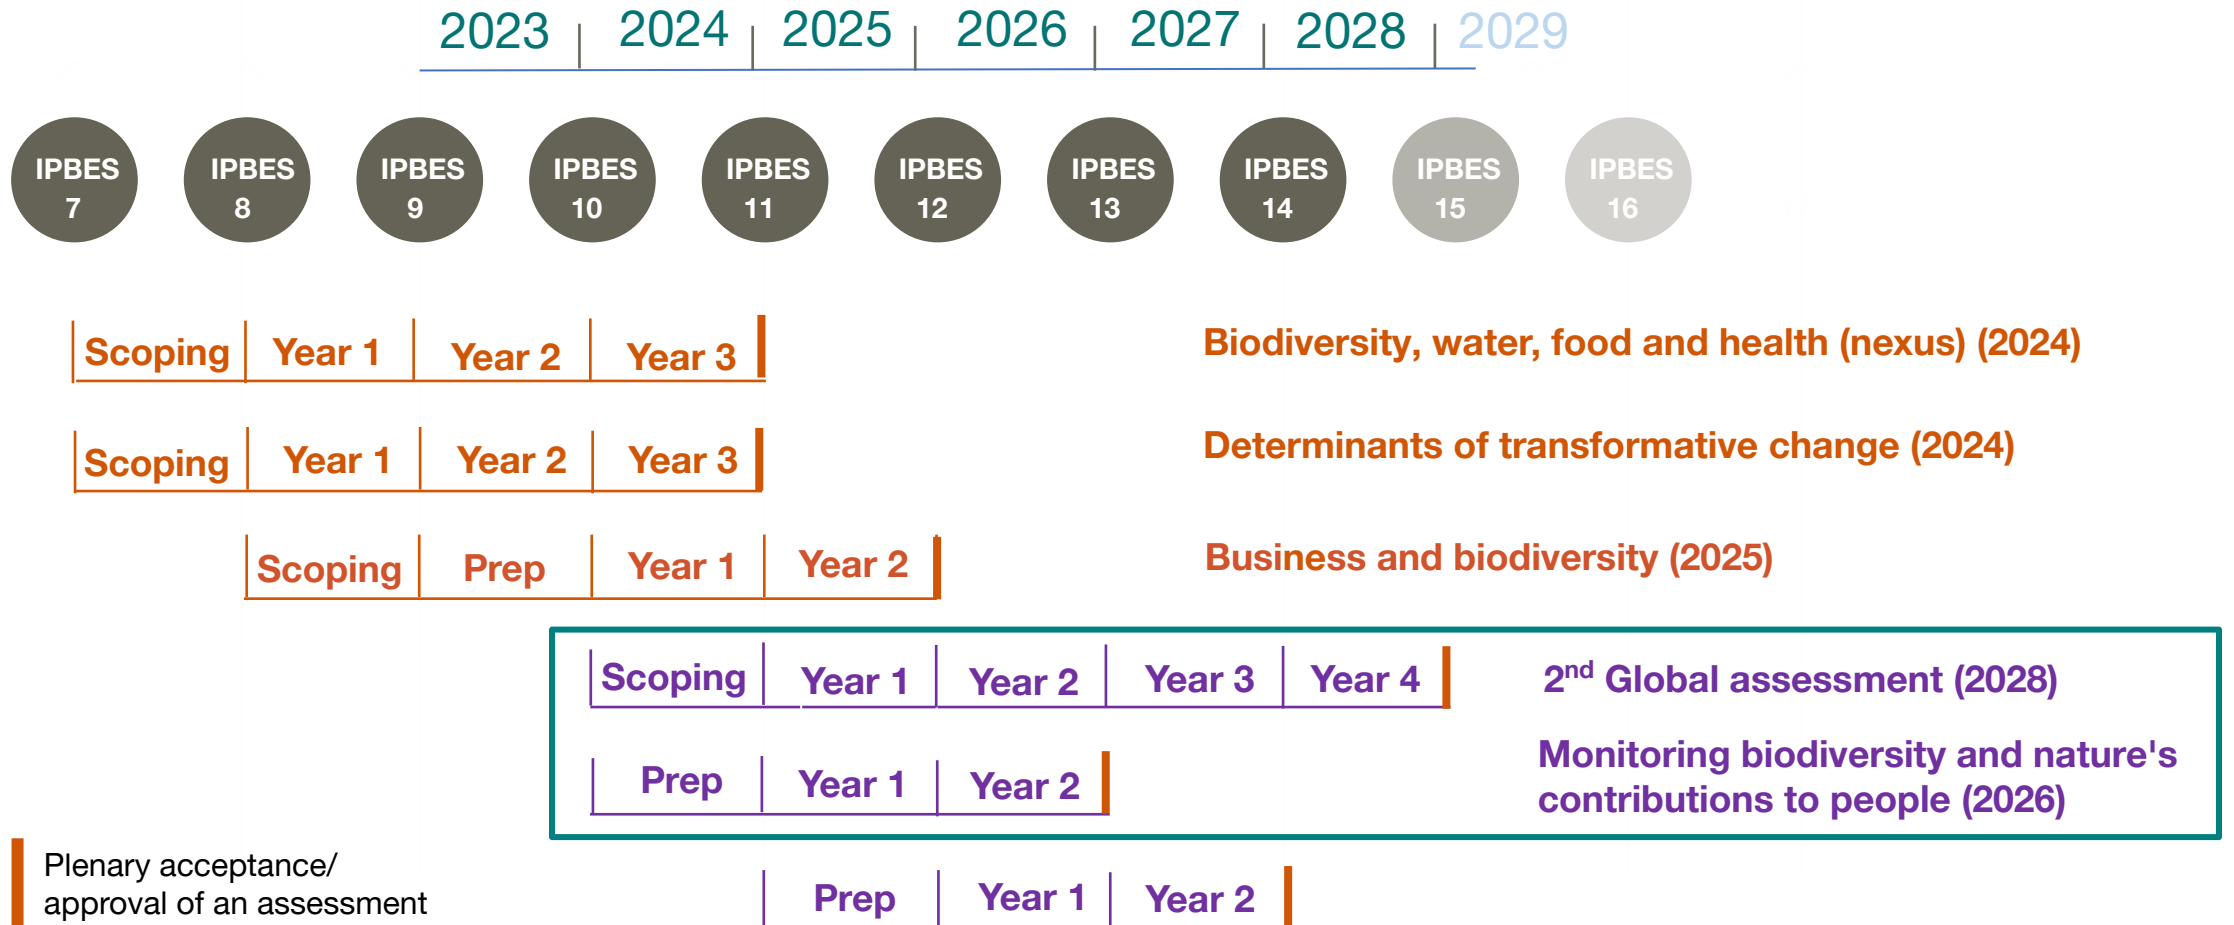 2023 2024 2025 2026 2027 2028 2029
IPBES 7
IPBES 8
IPBES 9
IPBES 10
IPBES 11
IPBES 12
IPBES 13
IPBES 14
IPBES 15
IPBES 16
Scoping Year 1 Year 2 Year 3 Biodiversity, water, food and health (nexus) (2024)
Scoping Year 1 Year 2 Year 3 Determinants of transformative change (2024)
Scoping Prep Year 1 Year 2 Business and biodiversity (2025)
Scoping Year 1 Year 2 Year 3 Year 4 2nd Global assessment (2028)
Prep Year 1 Year 2 Monitoring biodiversity and nature's
contributions to people (2026)
Plenary acceptance/
approval of an assessment
Prep Year 1 Year 2